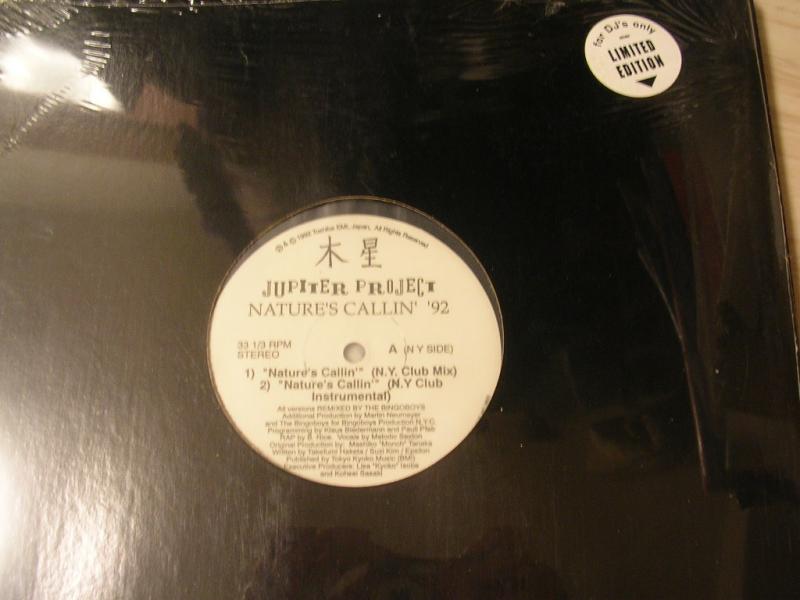 for DJ's only
LIMITED
EDITION
℗ & © 1992 Toshiba EMI, Japan, All Rights Reserved
木星
JUPITER PROJECT
NATURE'S CALLIN' '92
33 1/3 RPM
STEREO
A (N Y SIDE)
1) "Nature's Callin'" (N.Y. Club Mix)
2) "Nature's Callin'" (N.Y Club
Instrumental)
All versions REMIXED BY THE BINGOBOYS
Additional Production by Martin Neumayer
and The Bingoboys for Bingoboys Production N.Y.C.
Programming by Klaus Biedermann and Pauli Pfab
RAP by B. Rice. Vocals by Melodie Sexton
Original Production by: Mashiko "Monch" Tanaka
Written by Takefumi Haketa / Suzi Kim / Epsilon
Published by Tokyo Kyoko Music (BMI)
Executive Producers: Lisa "Kyoko" Isobe
and Kohsei Sasaki